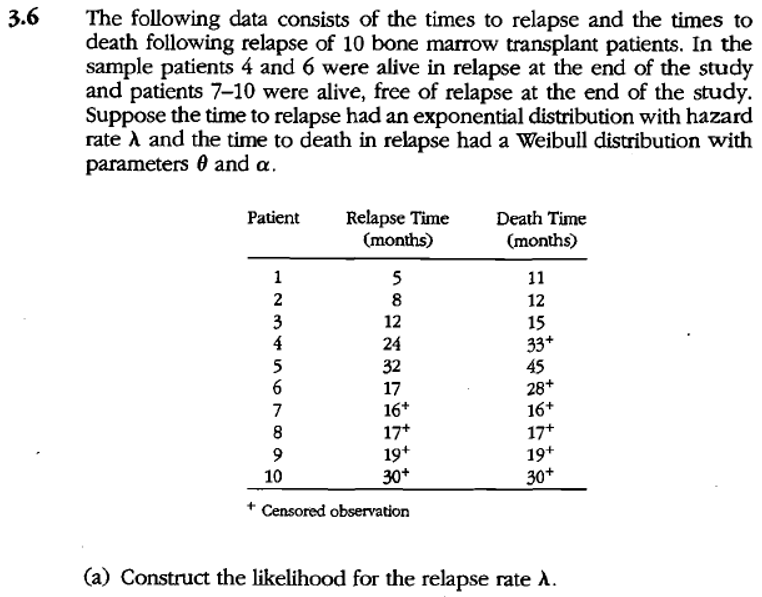 3.6 The following data consists of the times to relapse and the times to
death following relapse of 10 bone marrow transplant patients. In the
sample patients 4 and 6 were alive in relapse at the end of the study
and patients 7–10 were alive, free of relapse at the end of the study.
Suppose the time to relapse had an exponential distribution with hazard
rate λ and the time to death in relapse had a Weibull distribution with
parameters θ and α.
Patient Relapse Time Death Time
(months) (months)
1 5 11
2 8 12
3 12 15
4 24 33+
5 32 45
6 17 28+
7 16+ 16+
8 17+ 17+
9 19+ 19+
10 30+ 30+
+ Censored observation
(a) Construct the likelihood for the relapse rate λ.